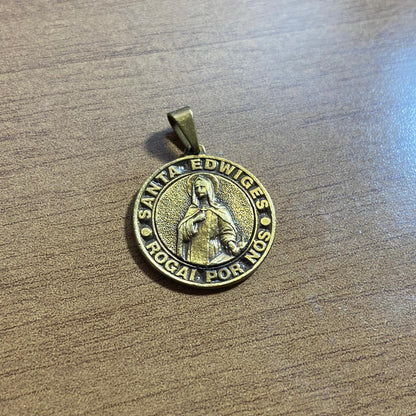 SANTA EDWIGES
ROGAI POR NÓS